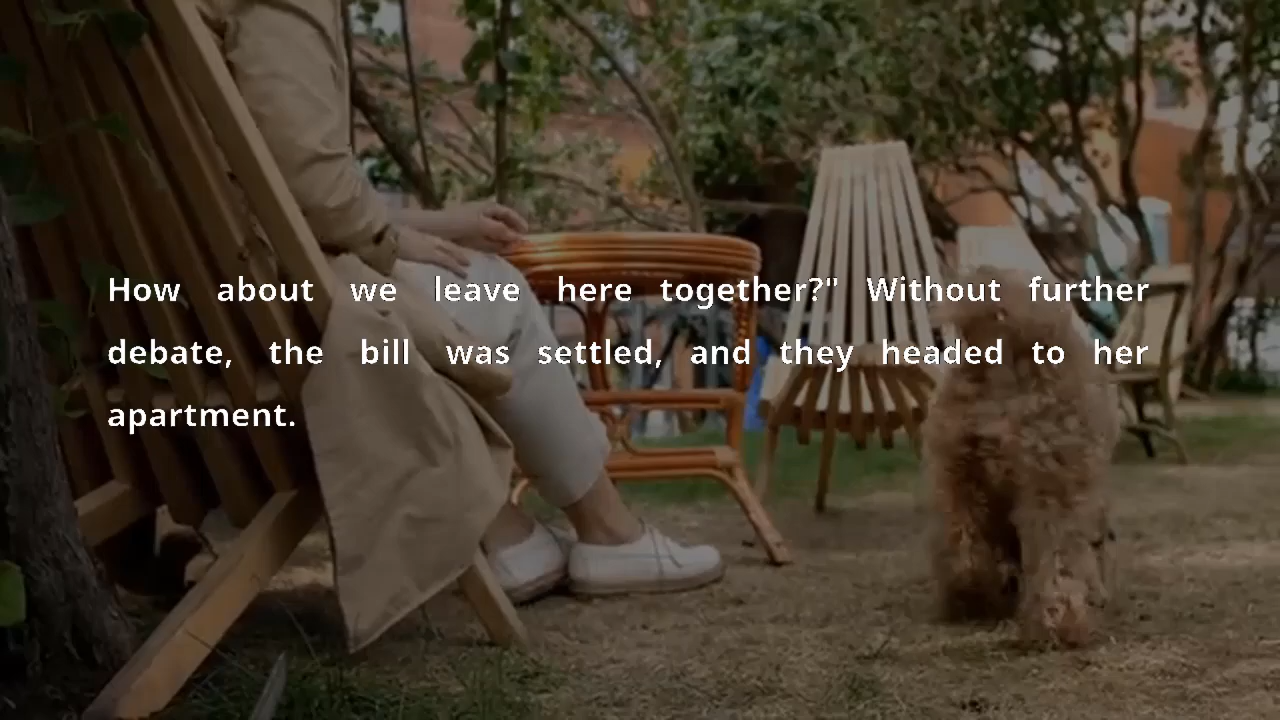 How about we leave here together?" Without further
debate, the bill was settled, and they headed to her
apartment.